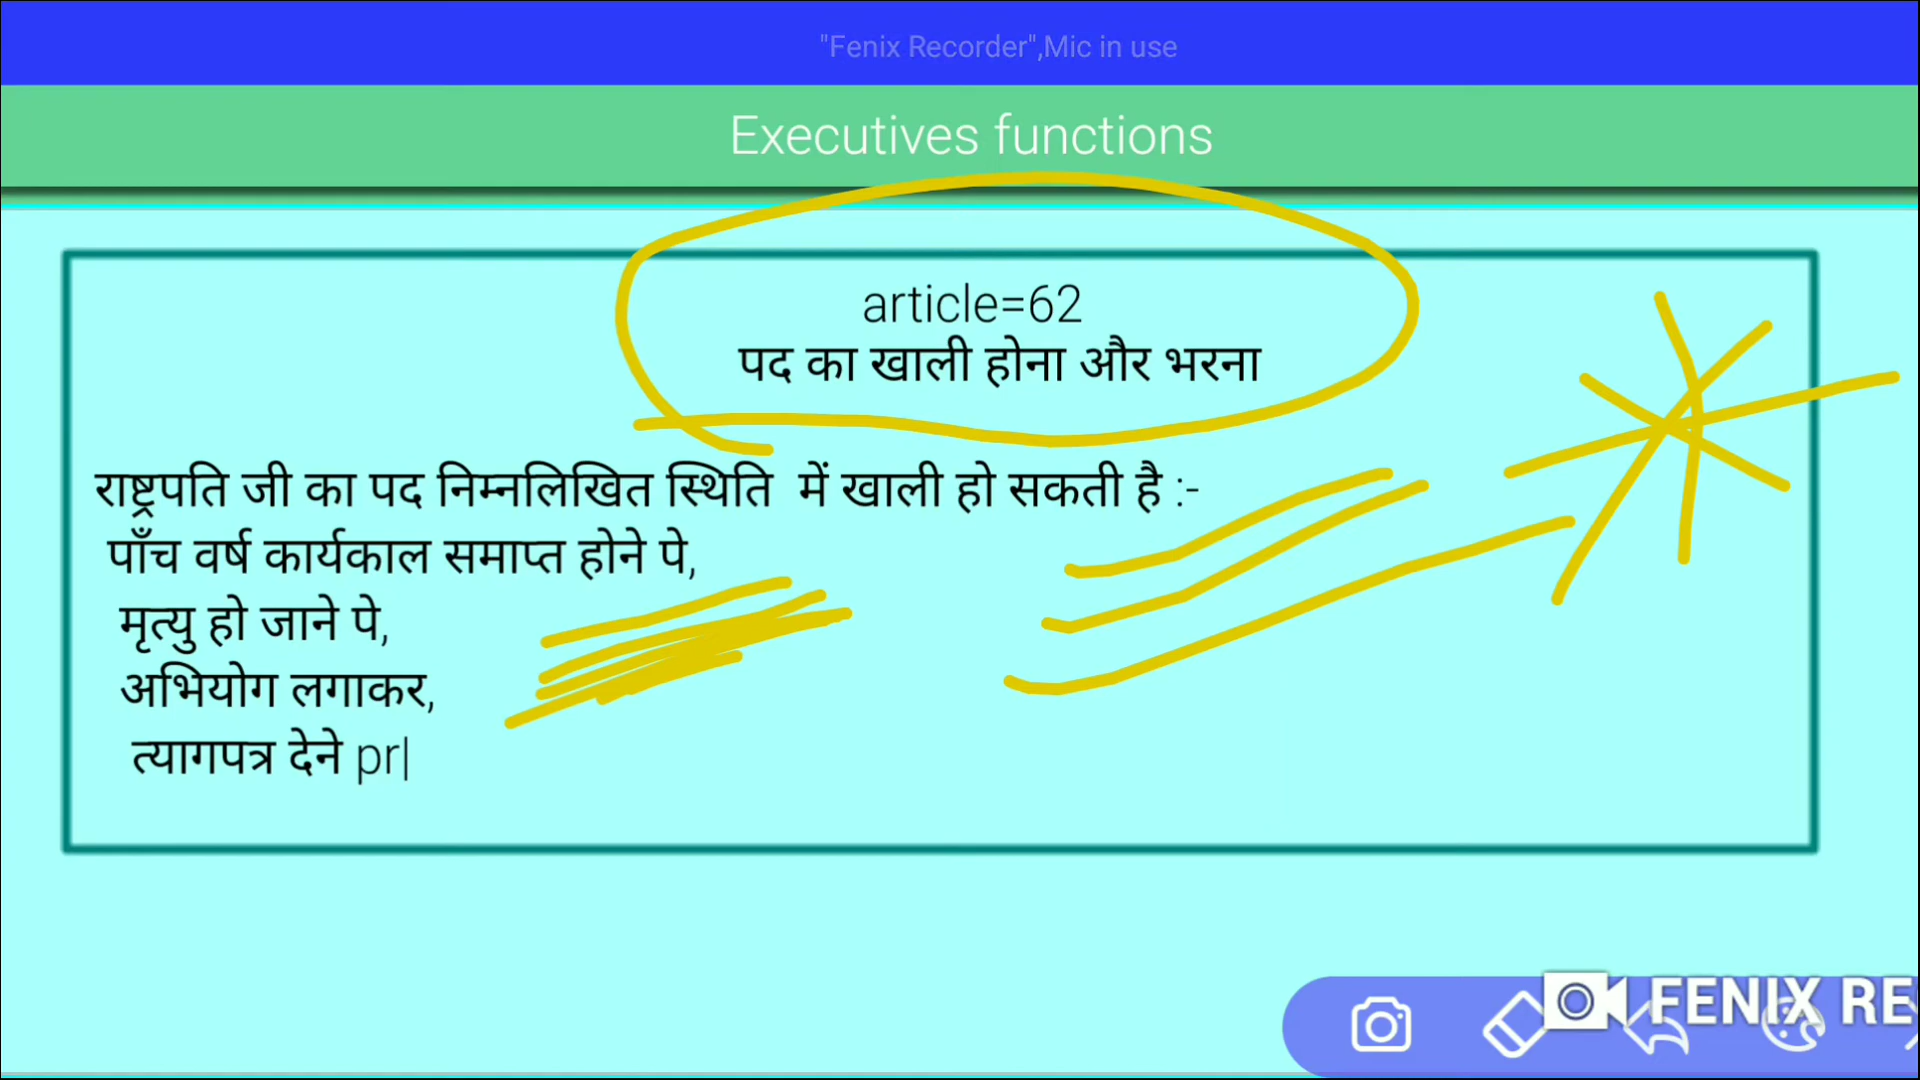 "Fenix Recorder",Mic in use
Executives functions
article=62
पद का खाली होना और भरना
राष्ट्रपति जी का पद निम्नलिखित स्थिति में खाली हो सकती है :-
पाँच वर्ष कार्यकाल समाप्त होने पे,
मृत्यु हो जाने पे,
अभियोग लगाकर,
त्यागपत्र देने pr
FENIX RE